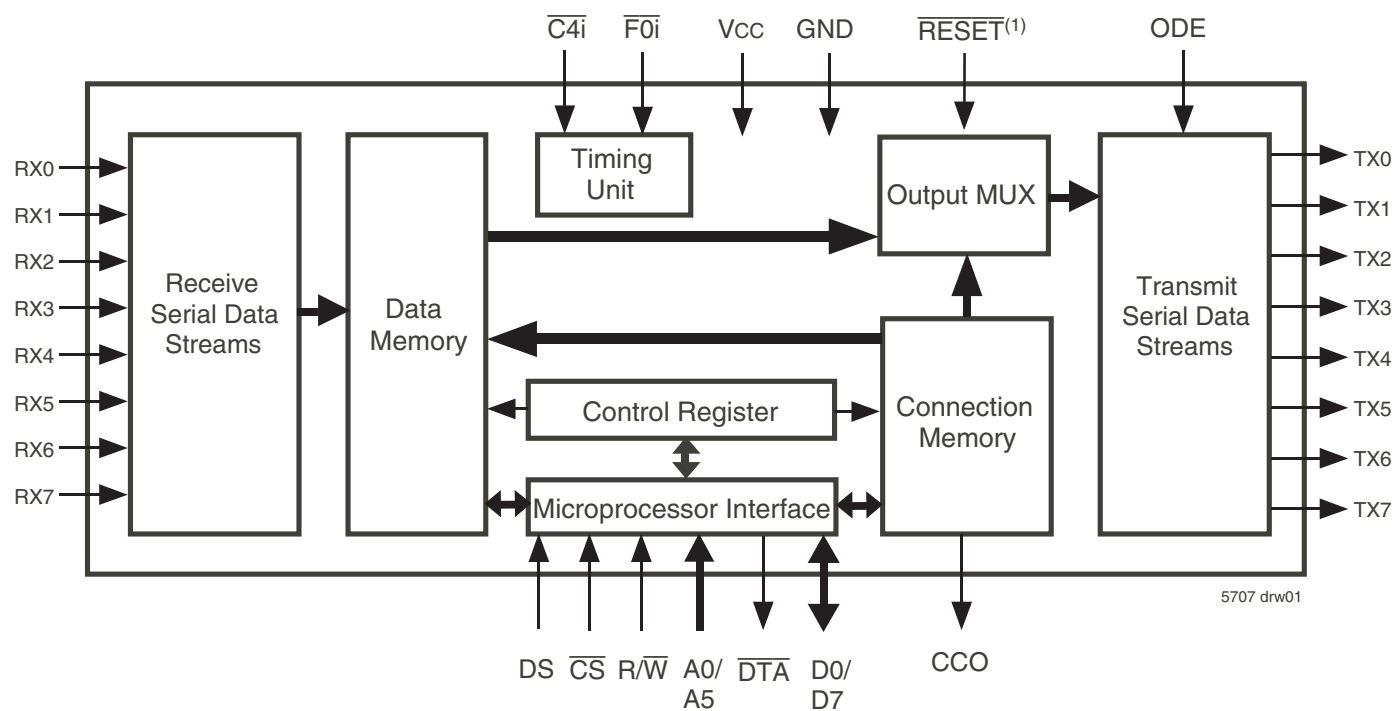 C4i F0i VCC GND RESET(1) ODE
RX0
RX1
RX2
RX3
RX4
RX5
RX6
RX7
Receive
Serial Data
Streams
Data
Memory
Timing
Unit
Output MUX
Control Register
Microprocessor Interface
Connection
Memory
Transmit
Serial Data
Streams
TX0
TX1
TX2
TX3
TX4
TX5
TX6
TX7
5707 drw01
DS CS R/W A0/ DTA D0/ CCO
A5 D7